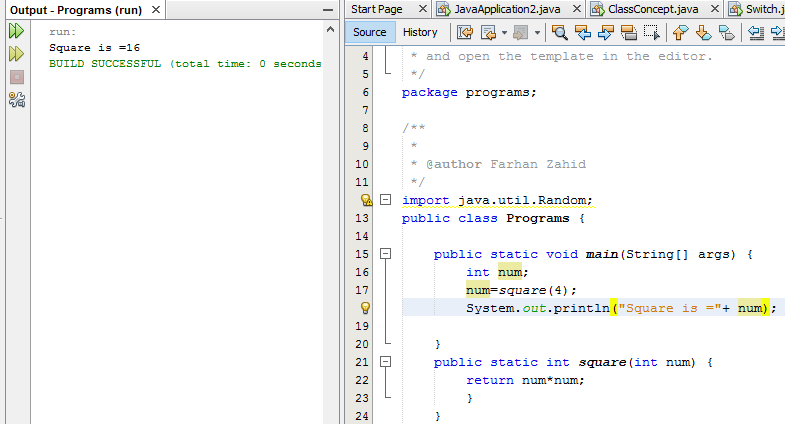 Output - Programs (run) ×
run:
Square is =16
BUILD SUCCESSFUL (total time: 0 seconds
Start Page × JavaApplication2.java × ClassConcept.java × Switch.j
Source History
4 * and open the template in the editor.
5 */
6 package programs;
7
8 /**
9 *
10 * @author Farhan Zahid
11 */
import java.util.Random;
13 public class Programs {
14
15 public static void main(String[] args) {
16 int num;
17 num=square(4);
System.out.println("Square is ="+ num);
19
20 }
21 public static int square(int num) {
22 return num*num;
23 }
24 }